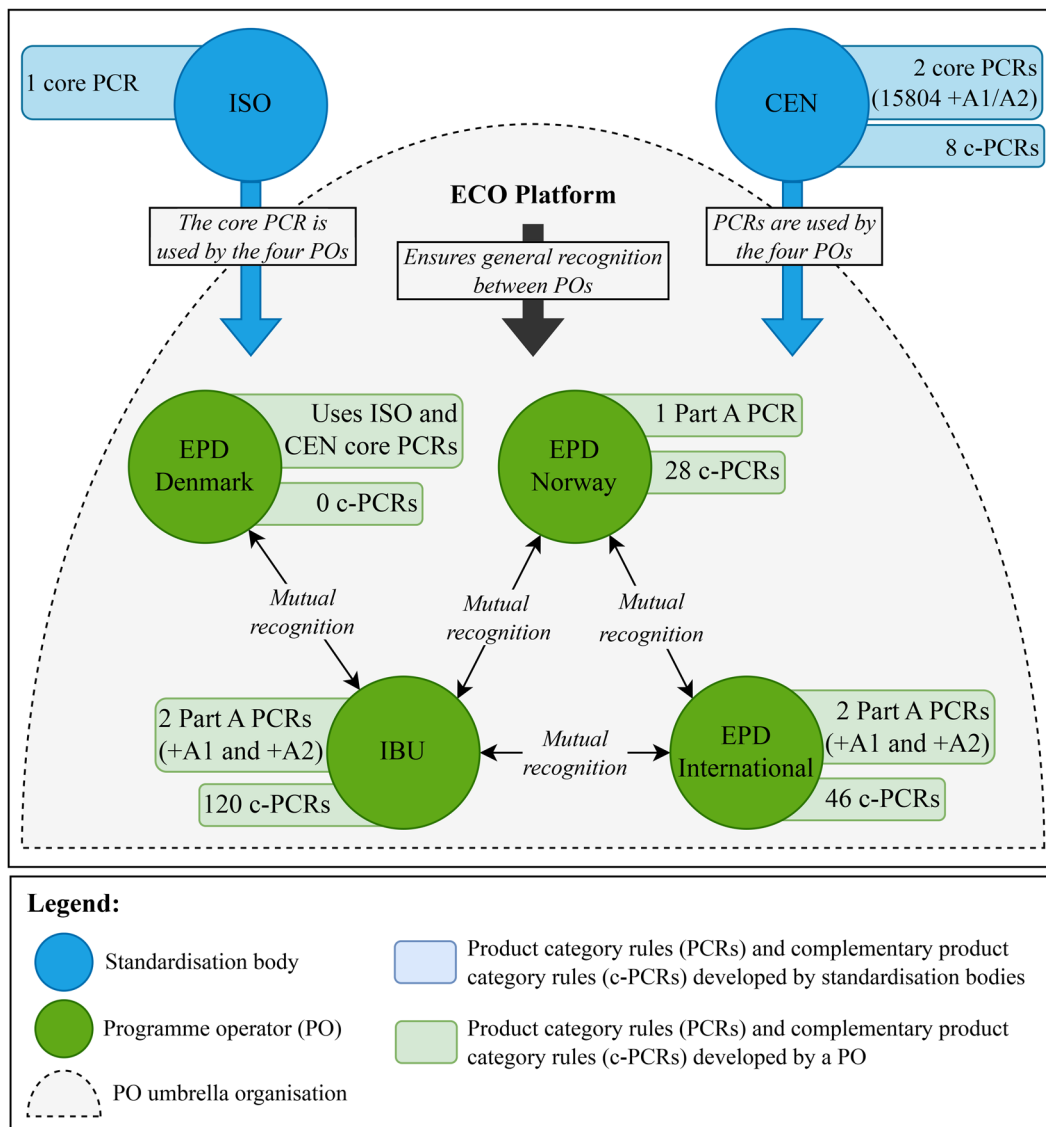 1 core PCR
ISO
CEN
2 core PCRs
(15804 +A1/A2)
8 c-PCRs
ECO Platform
The core PCR is
used by the four POs
Ensures general recognition
between POs
PCRs are used by
the four POs
EPD
Denmark
Uses ISO and
CEN core PCRs
0 c-PCRs
EPD
Norway
1 Part A PCR
28 c-PCRs
Mutual
recognition
Mutual
recognition
Mutual
recognition
2 Part A PCRs
(+A1 and +A2)
120 c-PCRs
IBU
Mutual
recognition
EPD
International
2 Part A PCRs
(+A1 and +A2)
46 c-PCRs
Legend:
Standardisation body
Programme operator (PO)
PO umbrella organisation
Product category rules (PCRs) and complementary product
category rules (c-PCRs) developed by standardisation bodies
Product category rules (PCRs) and complementary product
category rules (c-PCRs) developed by a PO